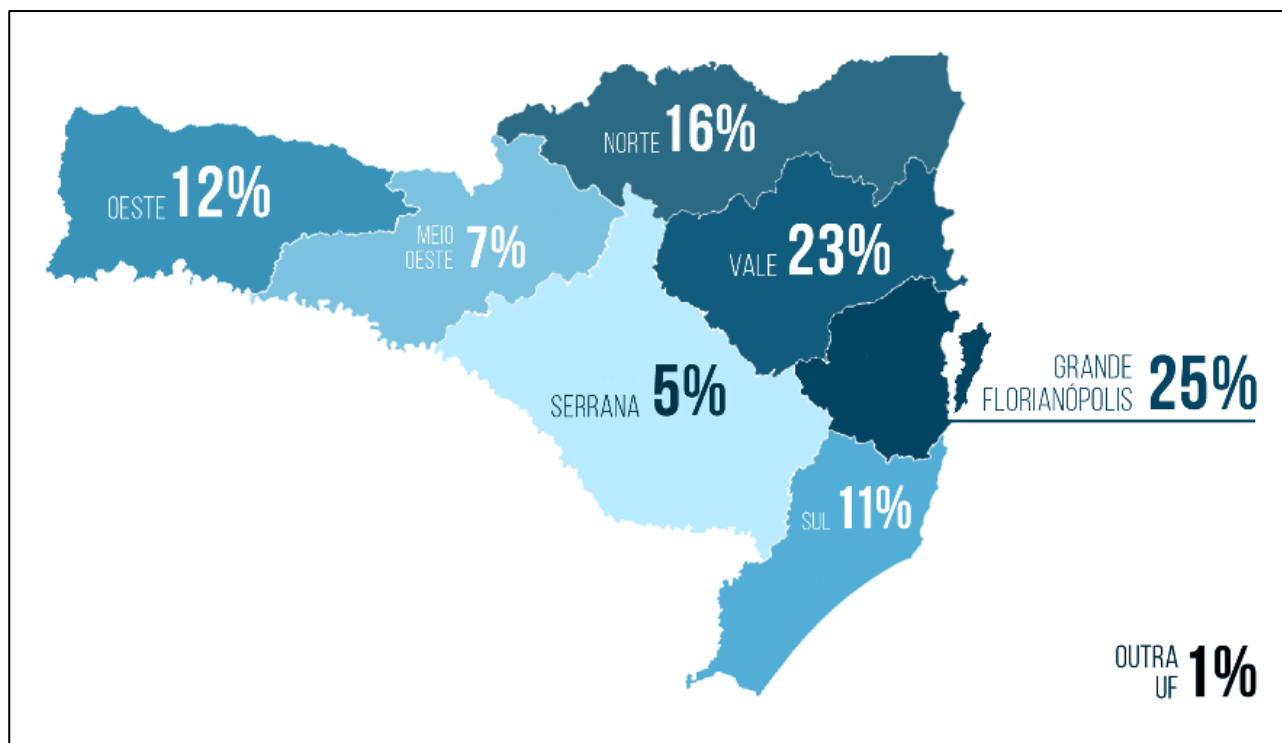 NORTE 16%
OESTE 12%
MEIO
OESTE 7%
VALE 23%
SERRANA 5%
GRANDE
FLORIANÓPOLIS 25%
SUL 11%
OUTRA
UF 1%